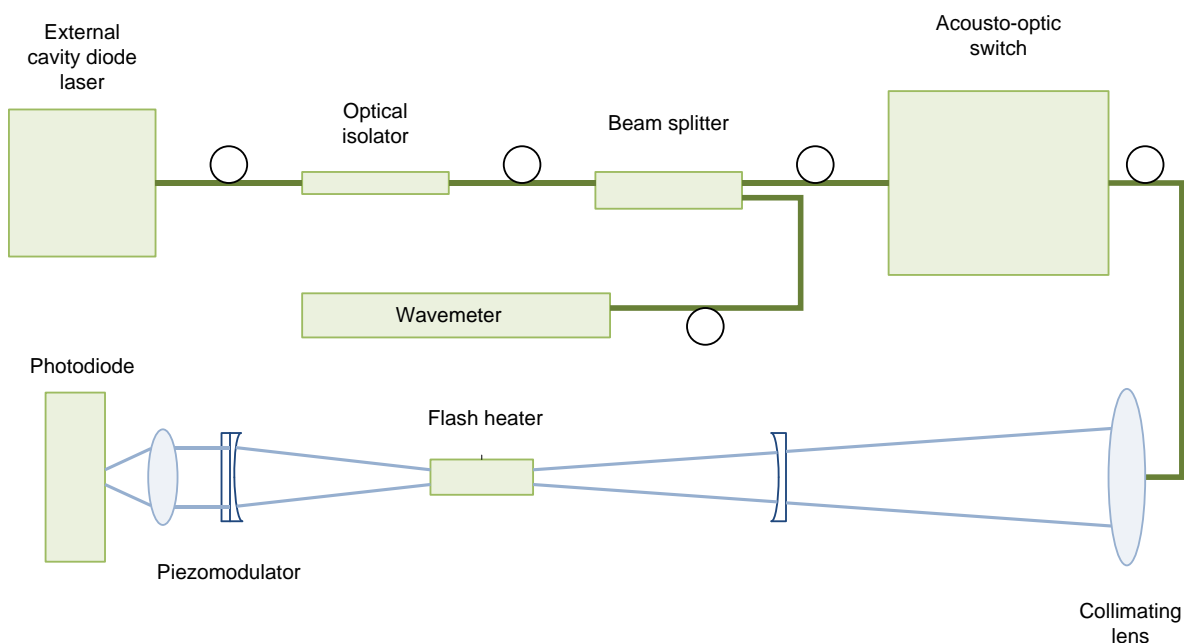 External
cavity diode
laser
Optical
isolator
Beam splitter
Acousto-optic
switch
Wavemeter
Photodiode
Flash heater
Piezomodulator
Collimating
lens